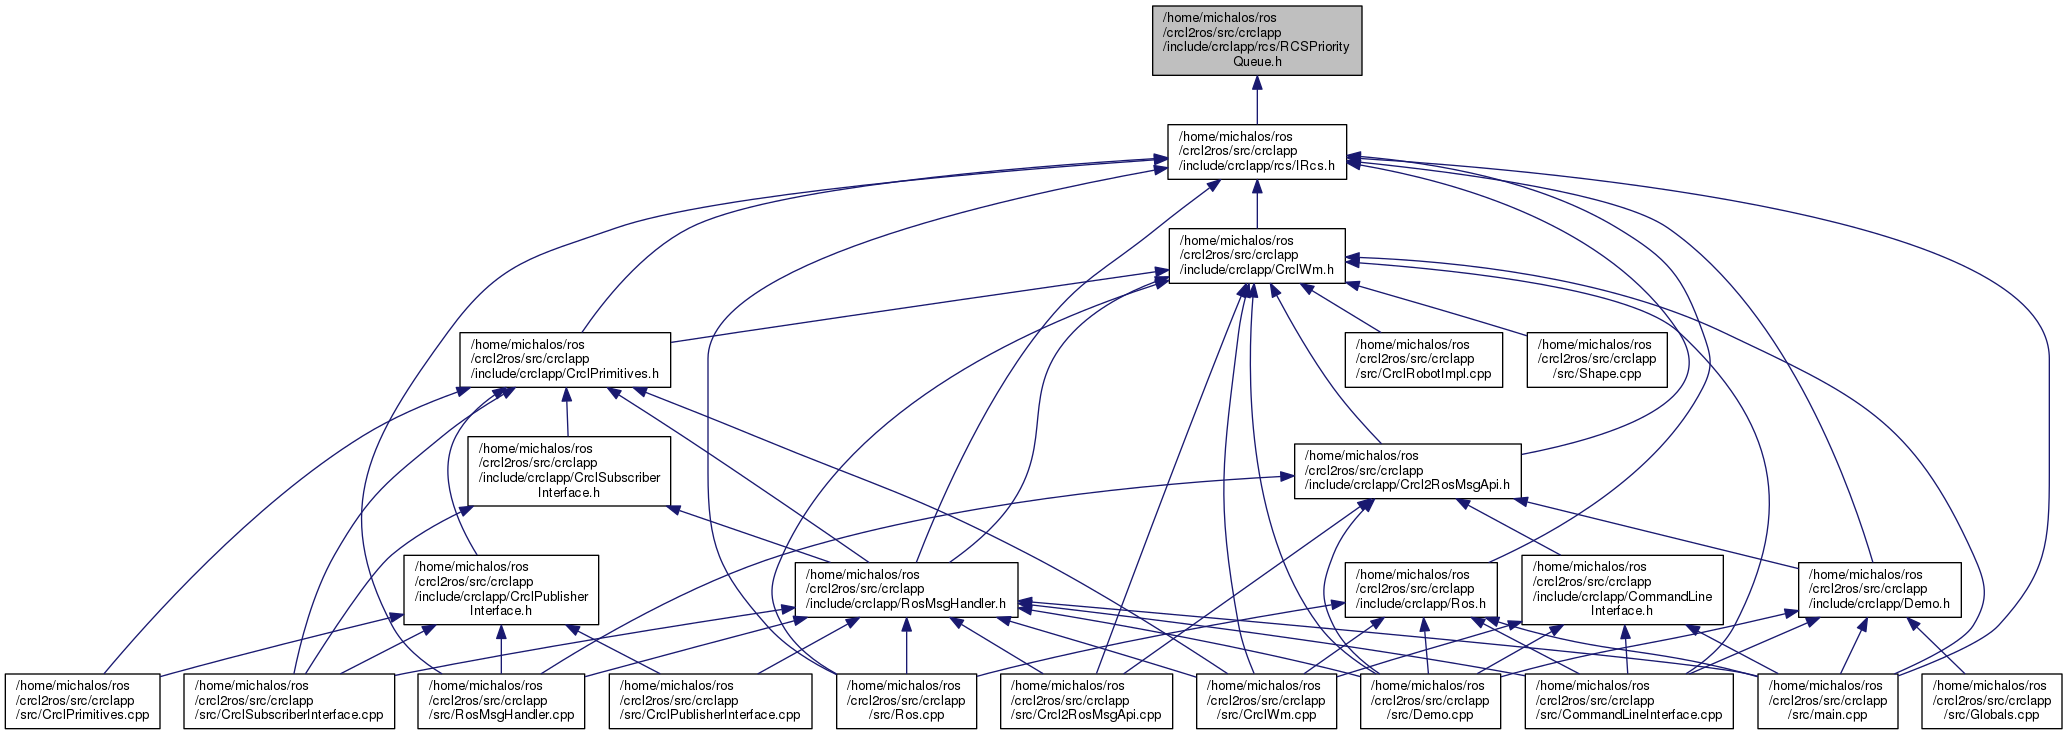 /home/michalos/ros
/crcl2ros/src/crclapp
/include/crclapp/rcs/RCSPriority
Queue.h
/home/michalos/ros
/crcl2ros/src/crclapp
/include/crclapp/rcs/IRcs.h
/home/michalos/ros
/crcl2ros/src/crclapp
/include/crclapp/CrclWm.h
/home/michalos/ros
/crcl2ros/src/crclapp
/include/crclapp/CrclPrimitives.h
/home/michalos/ros
/crcl2ros/src/crclapp
/src/CrclRobotImpl.cpp
/home/michalos/ros
/crcl2ros/src/crclapp
/src/Shape.cpp
/home/michalos/ros
/crcl2ros/src/crclapp
/include/crclapp/CrclSubscriber
Interface.h
/home/michalos/ros
/crcl2ros/src/crclapp
/include/crclapp/Crcl2RosMsgApi.h
/home/michalos/ros
/crcl2ros/src/crclapp
/include/crclapp/CrclPublisher
Interface.h
/home/michalos/ros
/crcl2ros/src/crclapp
/include/crclapp/RosMsgHandler.h
/home/michalos/ros
/crcl2ros/src/crclapp
/include/crclapp/Ros.h
/home/michalos/ros
/crcl2ros/src/crclapp
/include/crclapp/CommandLine
Interface.h
/home/michalos/ros
/crcl2ros/src/crclapp
/include/crclapp/Demo.h
/home/michalos/ros
/crcl2ros/src/crclapp
/src/CrclPrimitives.cpp
/home/michalos/ros
/crcl2ros/src/crclapp
/src/CrclSubscriberInterface.cpp
/home/michalos/ros
/crcl2ros/src/crclapp
/src/RosMsgHandler.cpp
/home/michalos/ros
/crcl2ros/src/crclapp
/src/CrclPublisherInterface.cpp
/home/michalos/ros
/crcl2ros/src/crclapp
/src/Ros.cpp
/home/michalos/ros
/crcl2ros/src/crclapp
/src/Crcl2RosMsgApi.cpp
/home/michalos/ros
/crcl2ros/src/crclapp
/src/CrclWm.cpp
/home/michalos/ros
/crcl2ros/src/crclapp
/src/Demo.cpp
/home/michalos/ros
/crcl2ros/src/crclapp
/src/CommandLineInterface.cpp
/home/michalos/ros
/crcl2ros/src/crclapp
/src/main.cpp
/home/michalos/ros
/crcl2ros/src/crclapp
/src/Globals.cpp